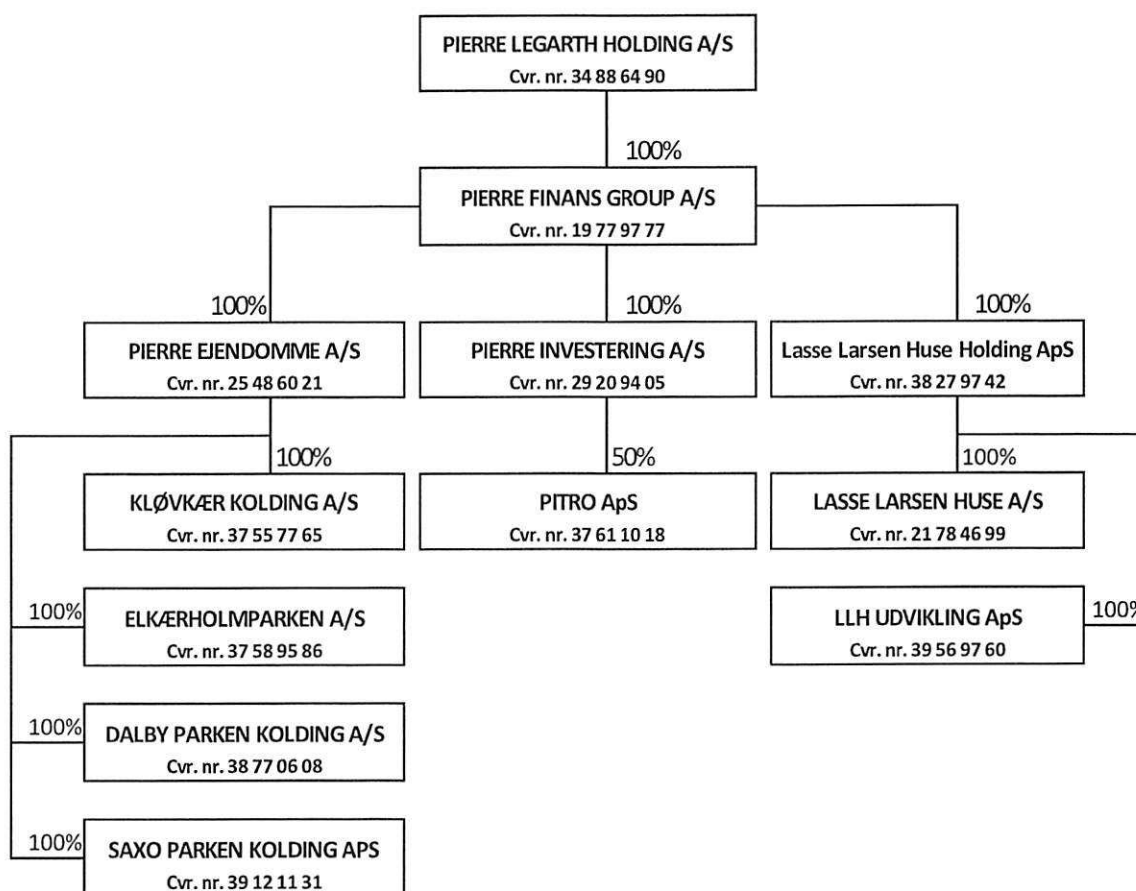 PIERRE LEGARTH HOLDING A/S
Cvr. nr. 34 88 64 90
100%
PIERRE FINANS GROUP A/S
Cvr. nr. 19 77 97 77
100%
100%
100%
PIERRE EJENDOMME A/S
Cvr. nr. 25 48 60 21
PIERRE INVESTERING A/S
Cvr. nr. 29 20 94 05
Lasse Larsen Huse Holding ApS
Cvr. nr. 38 27 97 42
100%
50%
100%
KLØVKÆR KOLDING A/S
Cvr. nr. 37 55 77 65
PITRO ApS
Cvr. nr. 37 61 10 18
LASSE LARSEN HUSE A/S
Cvr. nr. 21 78 46 99
100%
ELKÆRHOLMPARKEN A/S
Cvr. nr. 37 58 95 86
LLH UDVIKLING ApS
Cvr. nr. 39 56 97 60
100%
100%
DALBY PARKEN KOLDING A/S
Cvr. nr. 38 77 06 08
100%
SAXO PARKEN KOLDING APS
Cvr. nr. 39 12 11 31